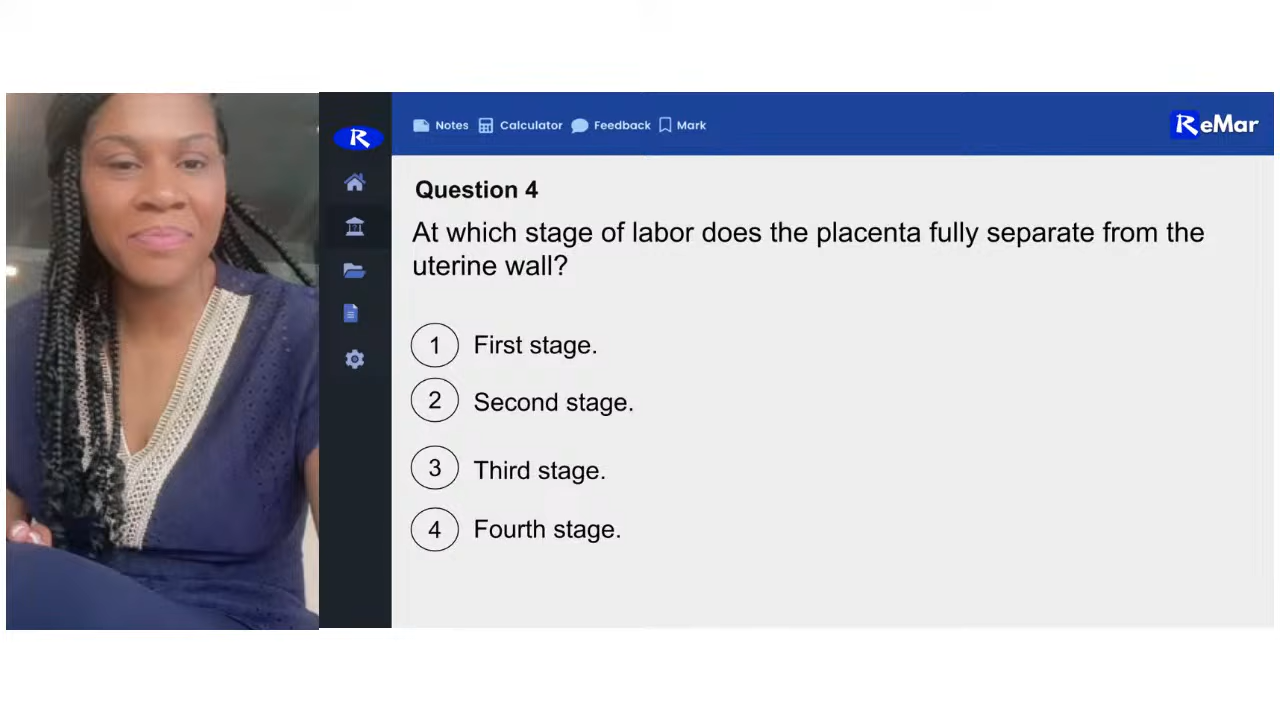 Notes Calculator Feedback Mark
ReMar
R
Question 4
At which stage of labor does the placenta fully separate from the
uterine wall?
1 First stage.
2 Second stage.
3 Third stage.
4 Fourth stage.